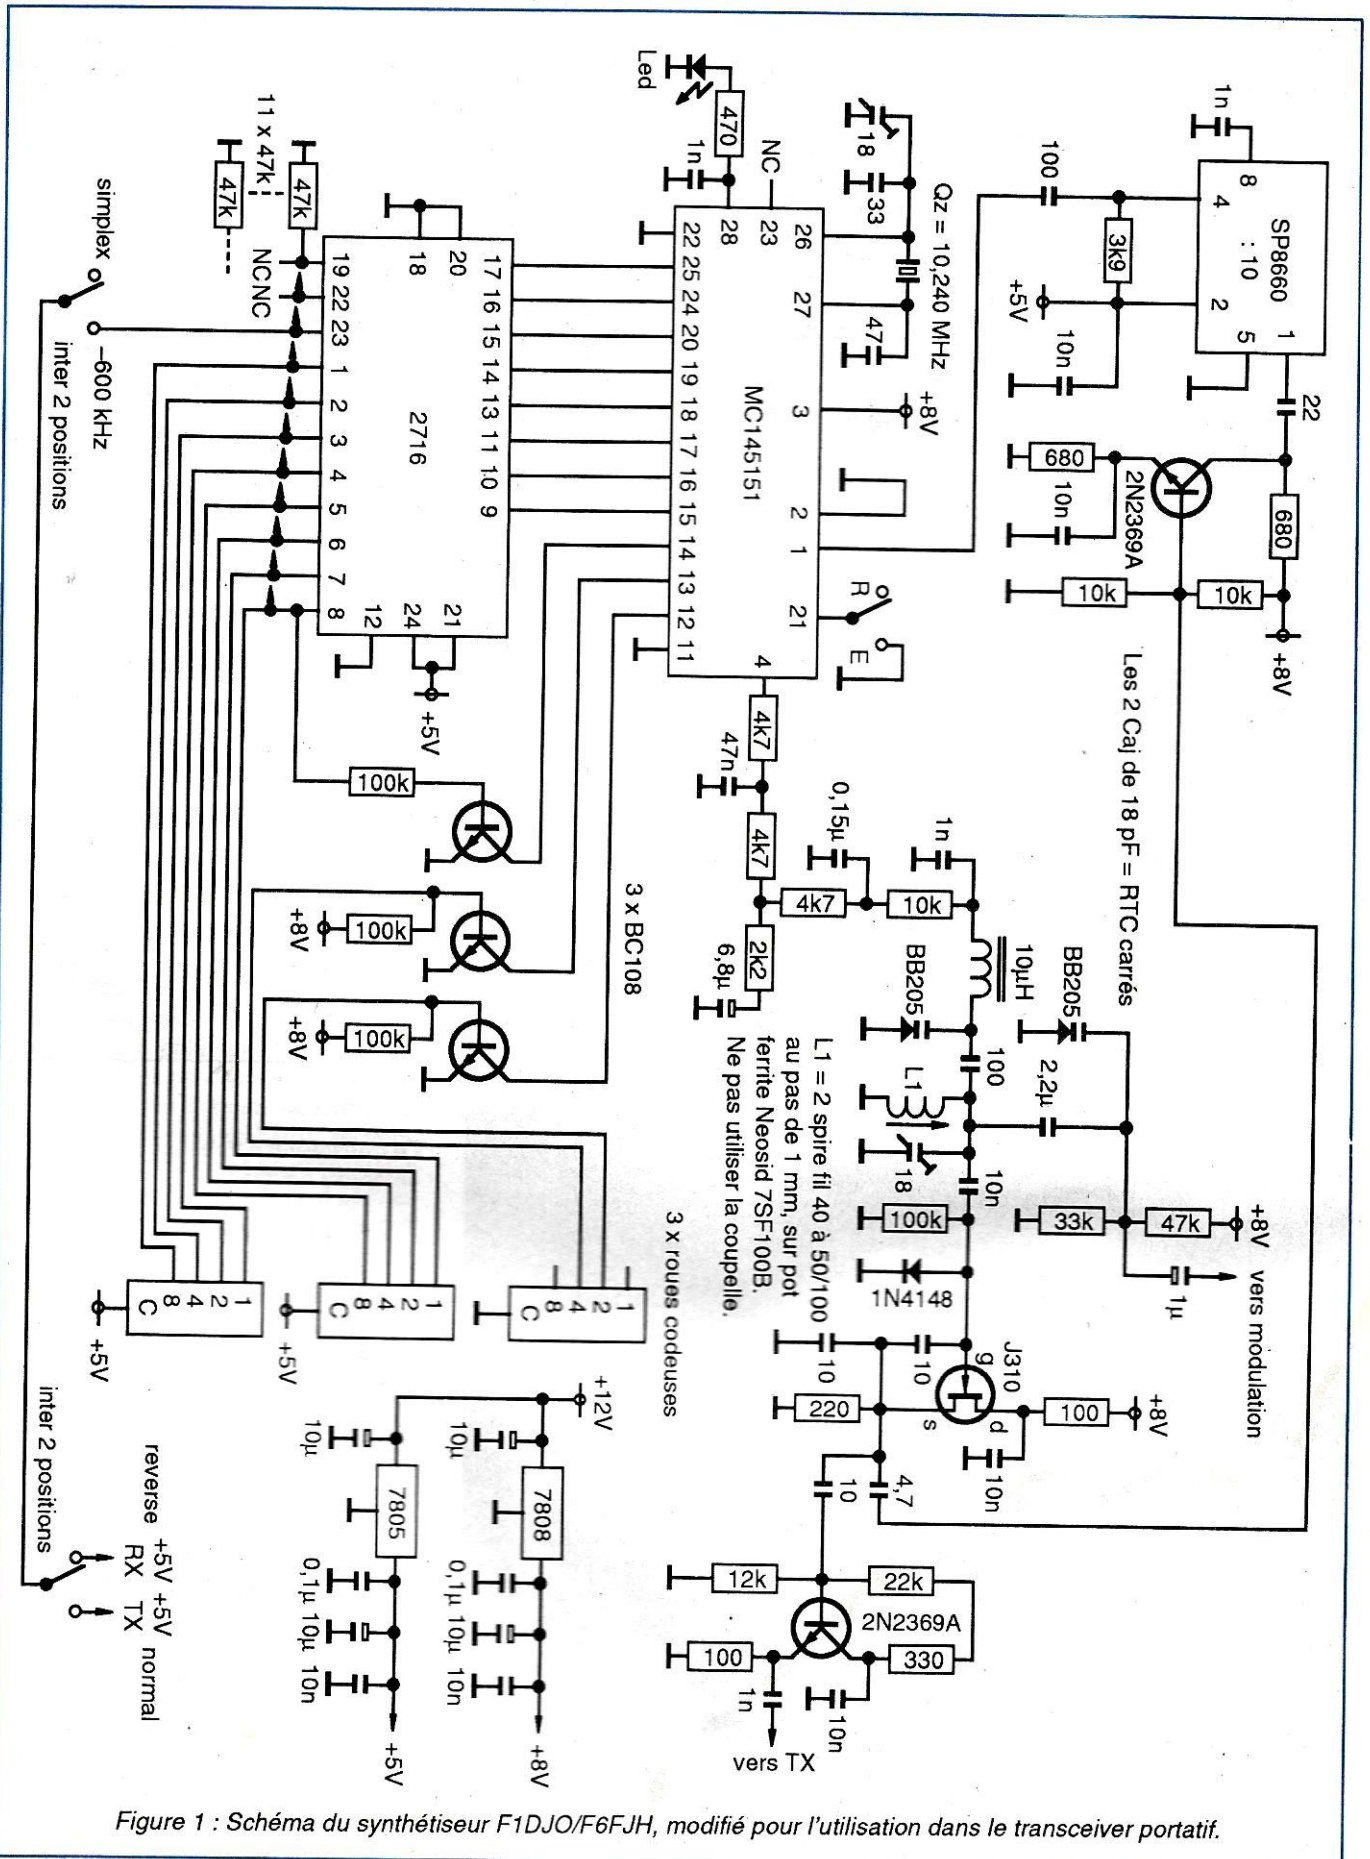 SP8660
: 10
8
4
2
5
1
1n
100
3k9
+5V
10n
22
680
10n
2N2369A
680
10k
10k
+8V
Led
470
1n
NC
18
33
Qz = 10,240 MHz
47
+8V
28
23
26
27
3
2
1
21
4
MC145151
22
25
24
20
19
18
17
16
15
14
13
12
11
R
E
11 x 47k
47k
47k
NC
NC
simplex
–600 kHz
inter 2 positions
18
20
19
22
23
1
2
3
4
5
6
7
8
17
16
15
14
13
11
10
9
2716
12
24
21
+5V
100k
100k
+8V
100k
+8V
3 x BC108
4k7
47n
4k7
4k7
2k2
6,8µ
0,15µ
10k
1n
10µH
BB205
BB205
100
2,2µ
L1
18
10n
100k
1N4148
33k
47k
+8V
1µ
vers modulation
Les 2 Caj de 18 pF = RTC carrés
L1 = 2 spire fil 40 à 50/100
au pas de 1 mm, sur pot
ferrite Neosid 7SF100B.
Ne pas utiliser la coupelle.
J310
g
s
d
10
10
220
100
+8V
10n
10
4,7
12k
22k
2N2369A
100
330
1n
10n
vers TX
3 x roues codeuses
C
8
4
2
1
+5V
C
8
4
2
1
+5V
C
8
4
2
1
+12V
10µ
10µ
7805
7808
0,1µ
10µ
10n
+5V
0,1µ
10µ
10n
+8V
inter 2 positions
reverse
+5V
RX
+5V
TX
normal
Figure 1 : Schéma du synthétiseur F1DJO/F6FJH, modifié pour l'utilisation dans le transceiver portatif.